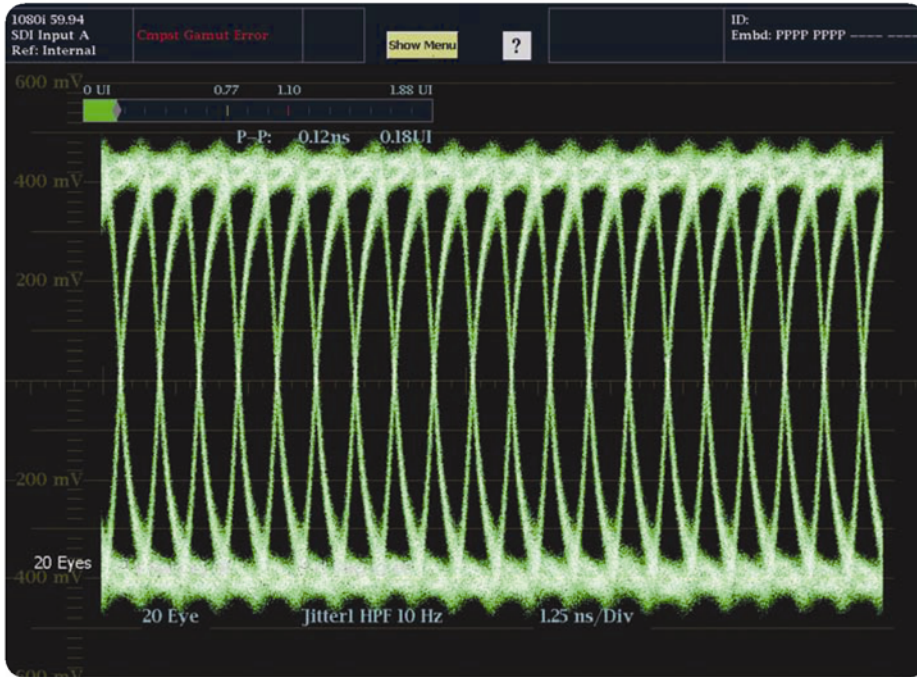 1080i 59.94
SDI Input A
Ref: Internal
Cmpst Gamut Error
Show Menu
?
ID:
Embd: PPPP PPPP ---- ----
600 mV
0 UI 0.77 1.10 1.88 UI
P-P: 0.12ns 0.18UI
400 mV
200 mV
200 mV
20 Eyes
400 mV
20 Eye Jitter1 HPF 10 Hz 1.25 ns/Div
600 mV